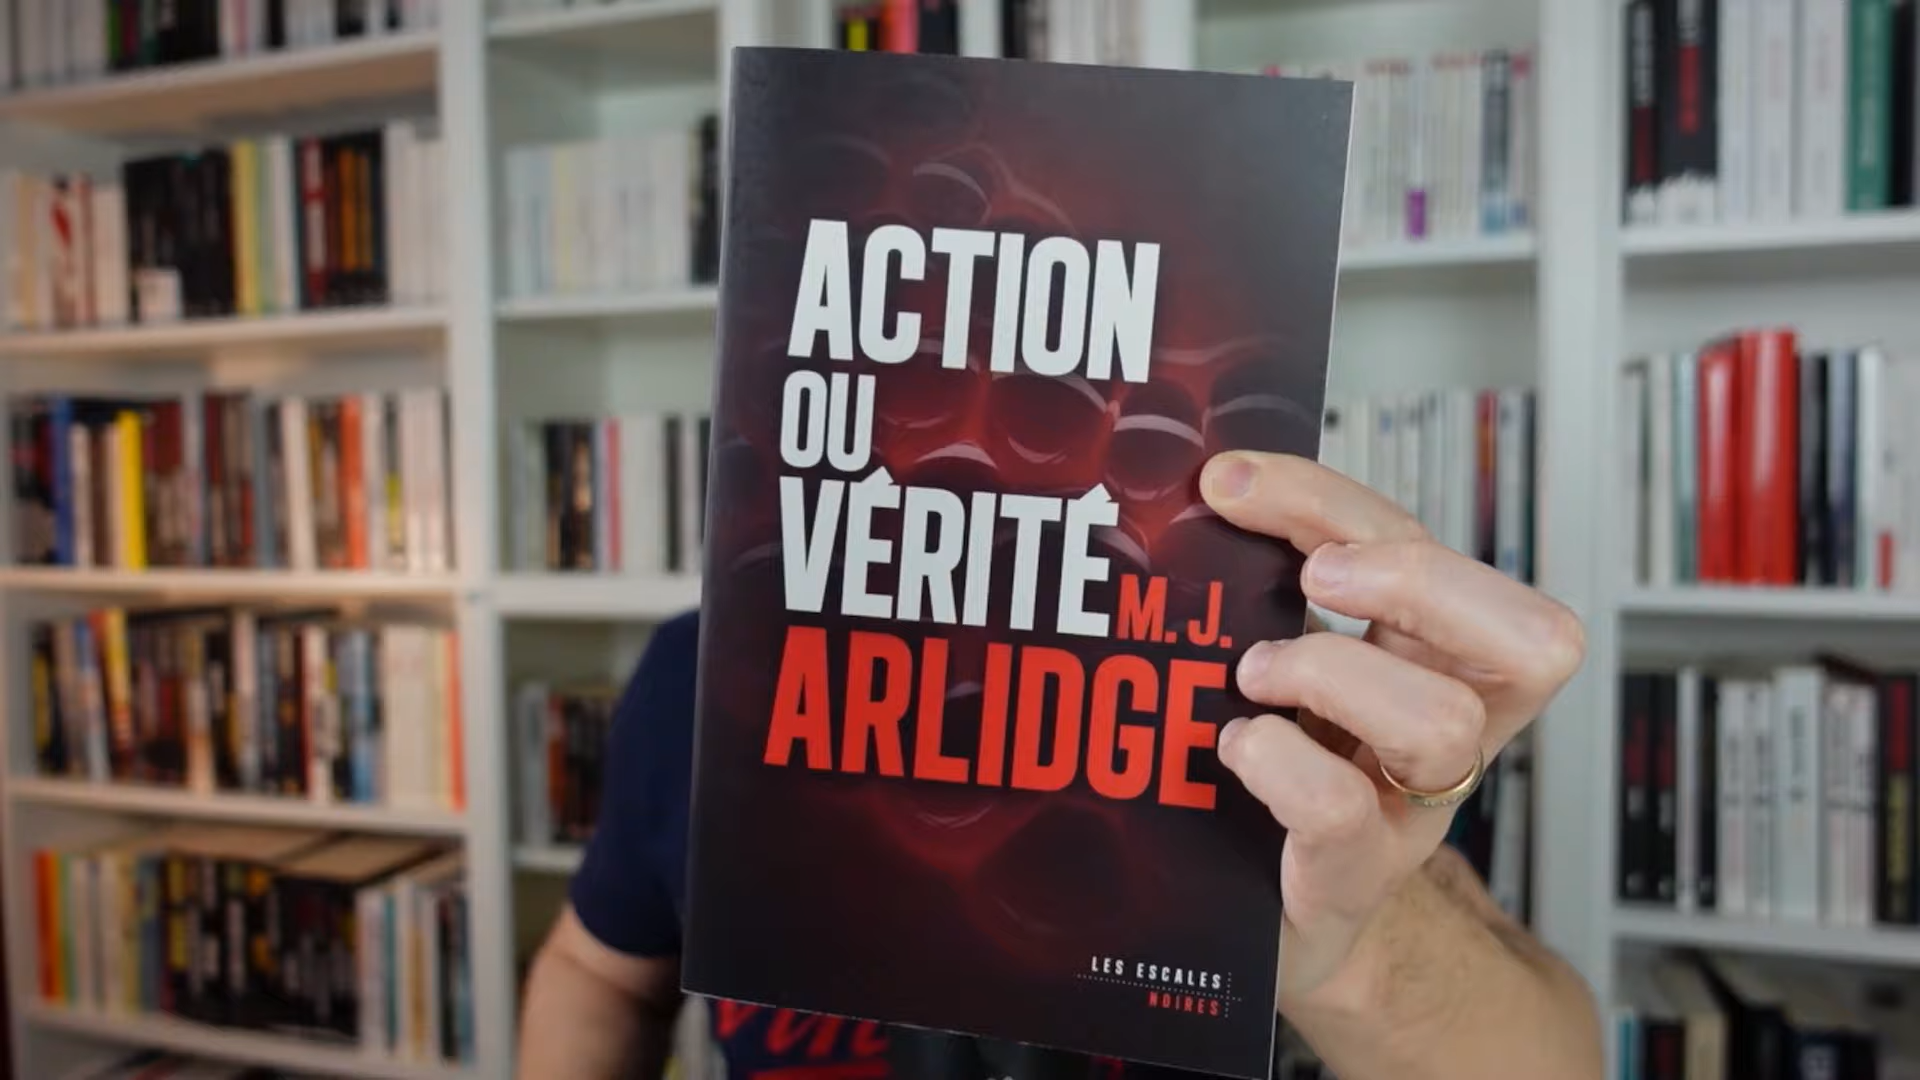 ACTION
OU
VÉRITÉ
M. J.
ARLIDGE
LES ESCALES
NOIRES